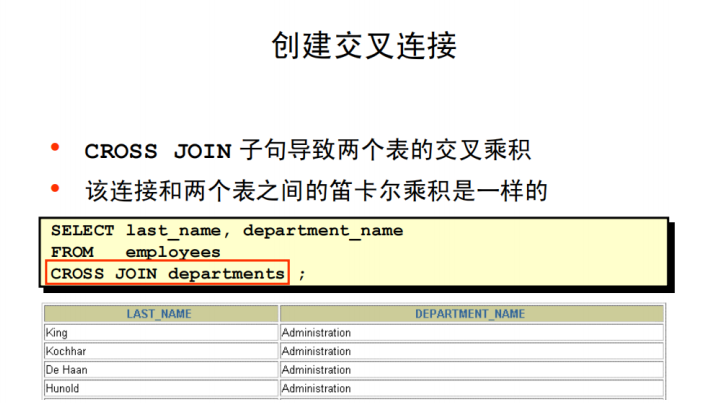 创建交叉连接
• CROSS JOIN 子句导致两个表的交叉乘积
• 该连接和两个表之间的笛卡尔乘积是一样的
SELECT last_name, department_name
FROM   employees
CROSS JOIN departments ;
LAST_NAME DEPARTMENT_NAME
King Administration
Kochhar Administration
De Haan Administration
Hunold Administration